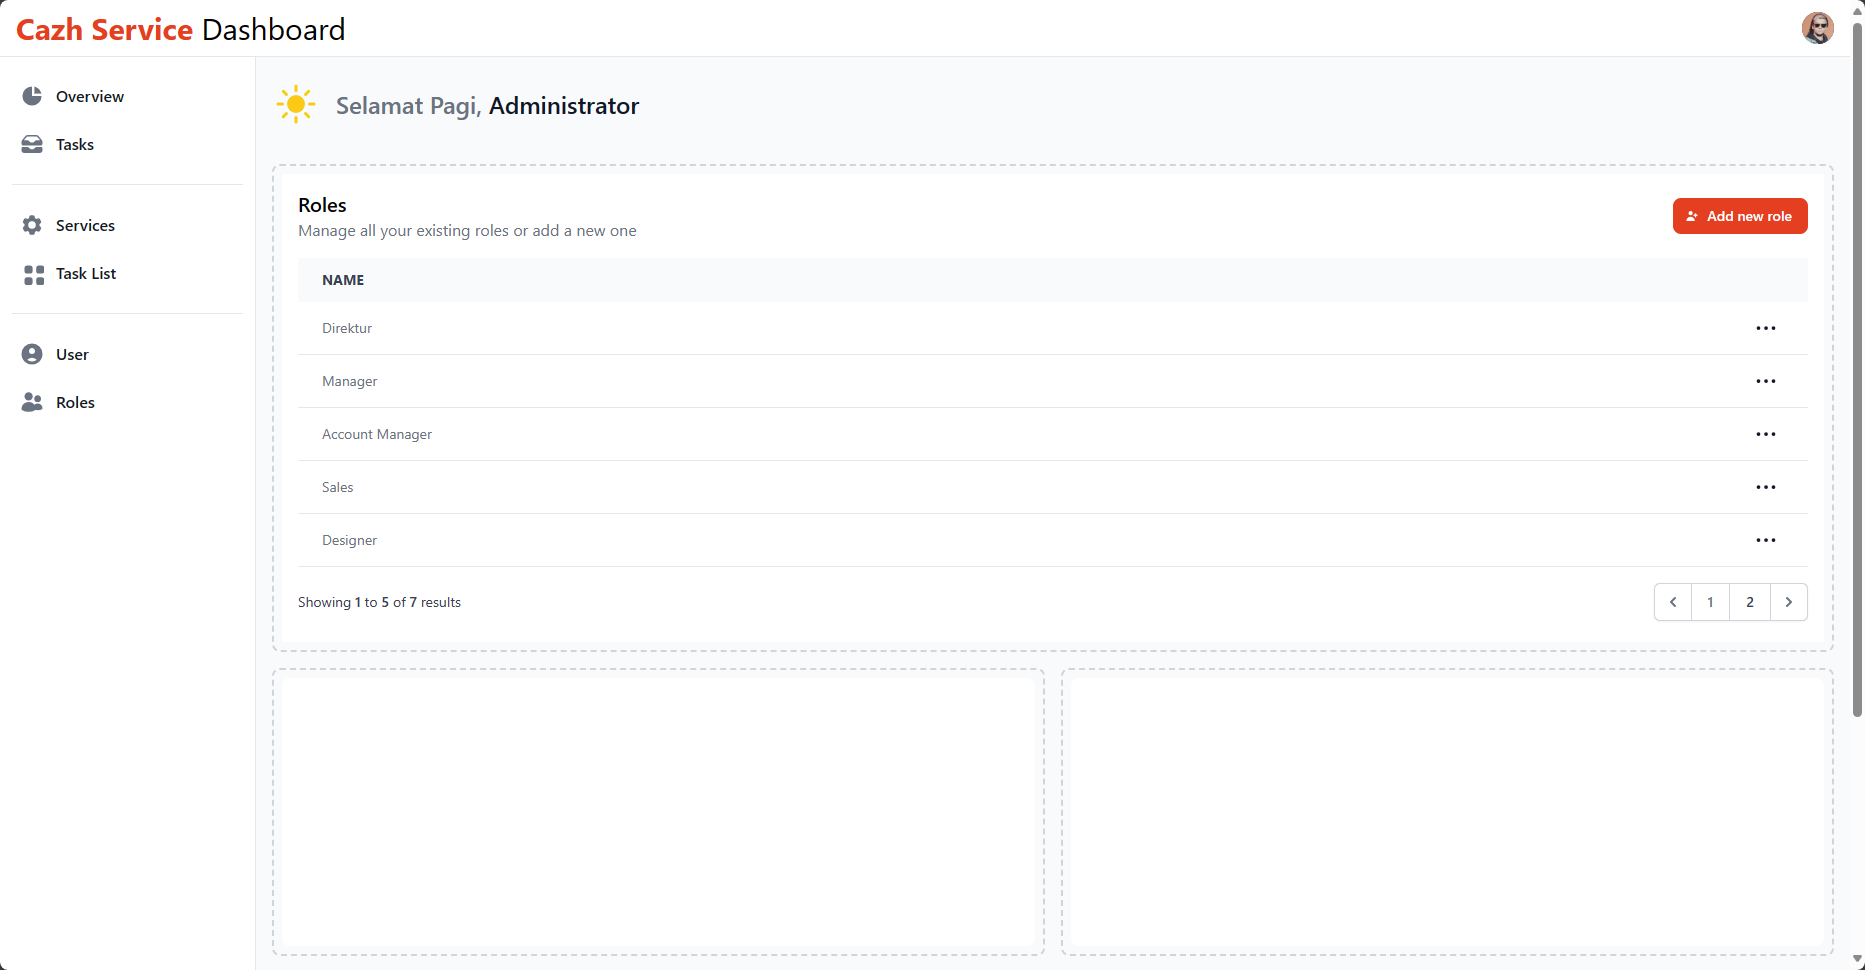 Cazh Service Dashboard
Overview
Tasks
Services
Task List
User
Roles
Selamat Pagi, Administrator
Roles
Manage all your existing roles or add a new one
Add new role
NAME
Direktur
Manager
Account Manager
Sales
Designer
Showing 1 to 5 of 7 results
1 2